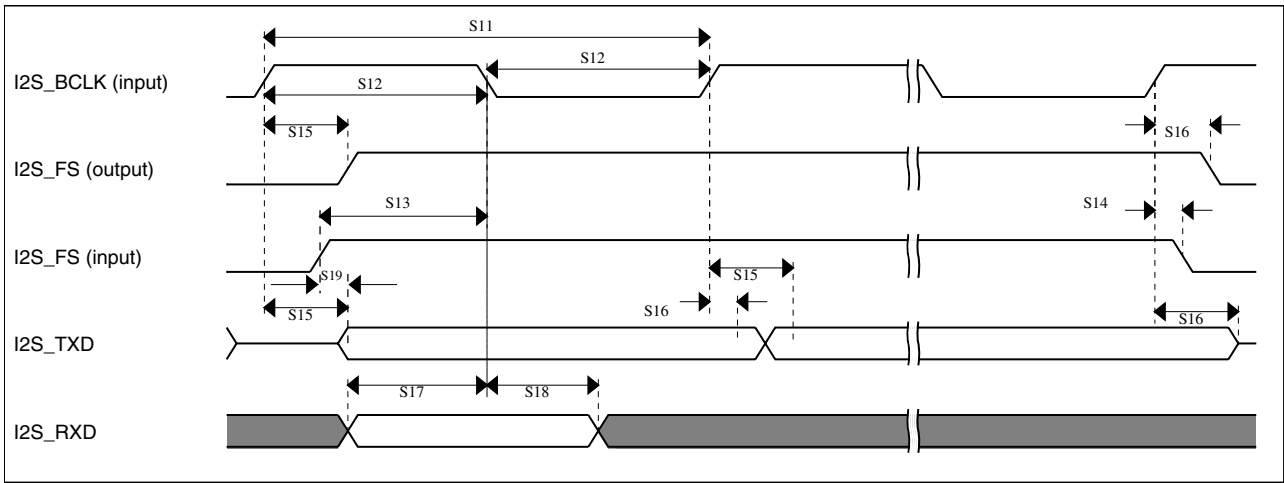 S11
I2S_BCLK (input)
S12
S12
S15
S16
I2S_FS (output)
S13
S14
I2S_FS (input)
S19
S15
S15
S16
S16
I2S_TXD
S17
S18
I2S_RXD